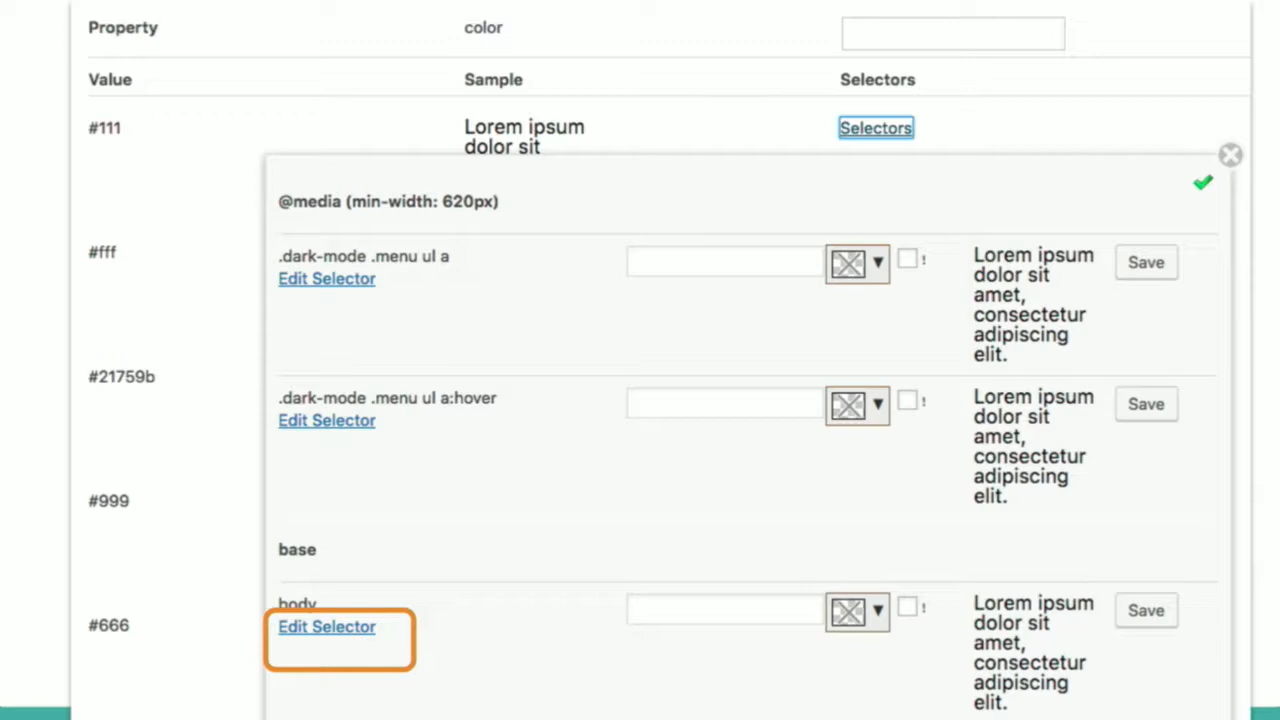 Property color
Value Sample Selectors
#111 Lorem ipsum Selectors
dolor sit
@media (min-width: 620px)
#fff .dark-mode .menu ul a ! Lorem ipsum Save
Edit Selector dolor sit
amet,
consectetur
adipiscing
elit.
#21759b .dark-mode .menu ul a:hover ! Lorem ipsum Save
Edit Selector dolor sit
amet,
consectetur
adipiscing
#999 elit.
base
body ! Lorem ipsum Save
#666 Edit Selector dolor sit
amet,
consectetur
adipiscing
elit.